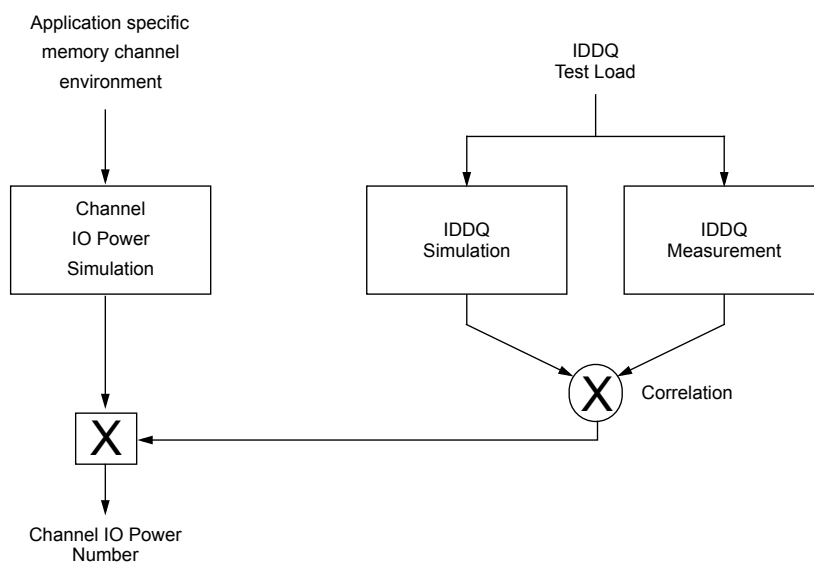 Application specific
memory channel
environment
IDDQ
Test Load
Channel
IO Power
Simulation
IDDQ
Simulation
IDDQ
Measurement
X
Correlation
X
Channel IO Power
Number